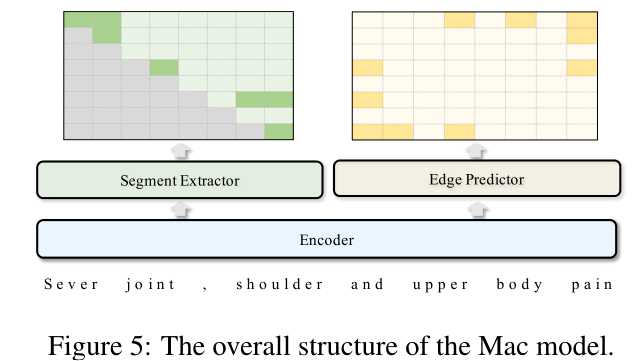 Segment Extractor
Edge Predictor
Encoder
Sever joint , shoulder and upper body pain
Figure 5: The overall structure of the Mac model.